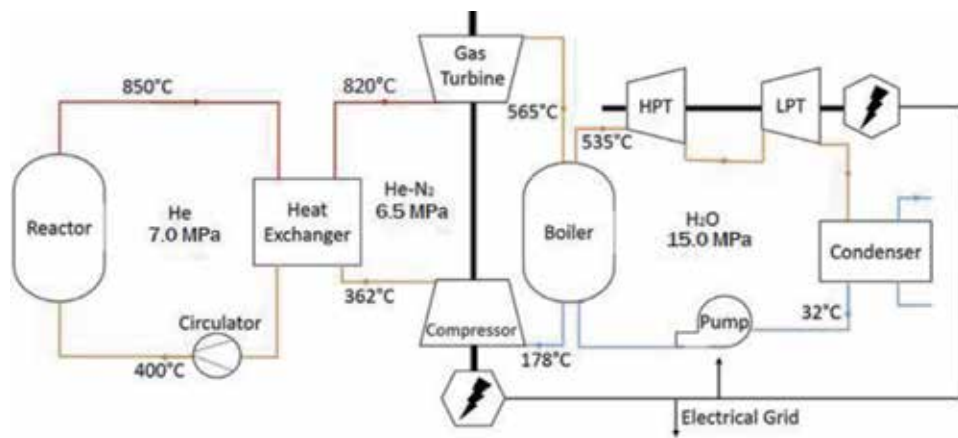 Gas
Turbine
850°C
820°C
565°C
HPT
LPT
535°C
Reactor
He
7.0 MPa
Heat
Exchanger
He-N₂
6.5 MPa
Boiler
H₂O
15.0 MPa
Condenser
362°C
Circulator
400°C
Compressor
178°C
Pump
32°C
Electrical Grid